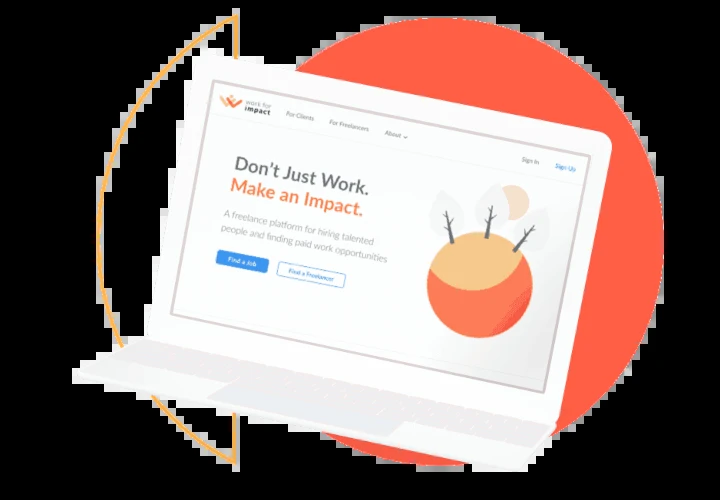 work for
impact
For Clients
For Freelancers
About
Sign In
Sign Up
Don't Just Work.
Make an Impact.
A freelance platform for hiring talented
people and finding paid work opportunities
Find a Job
Find a Freelancer